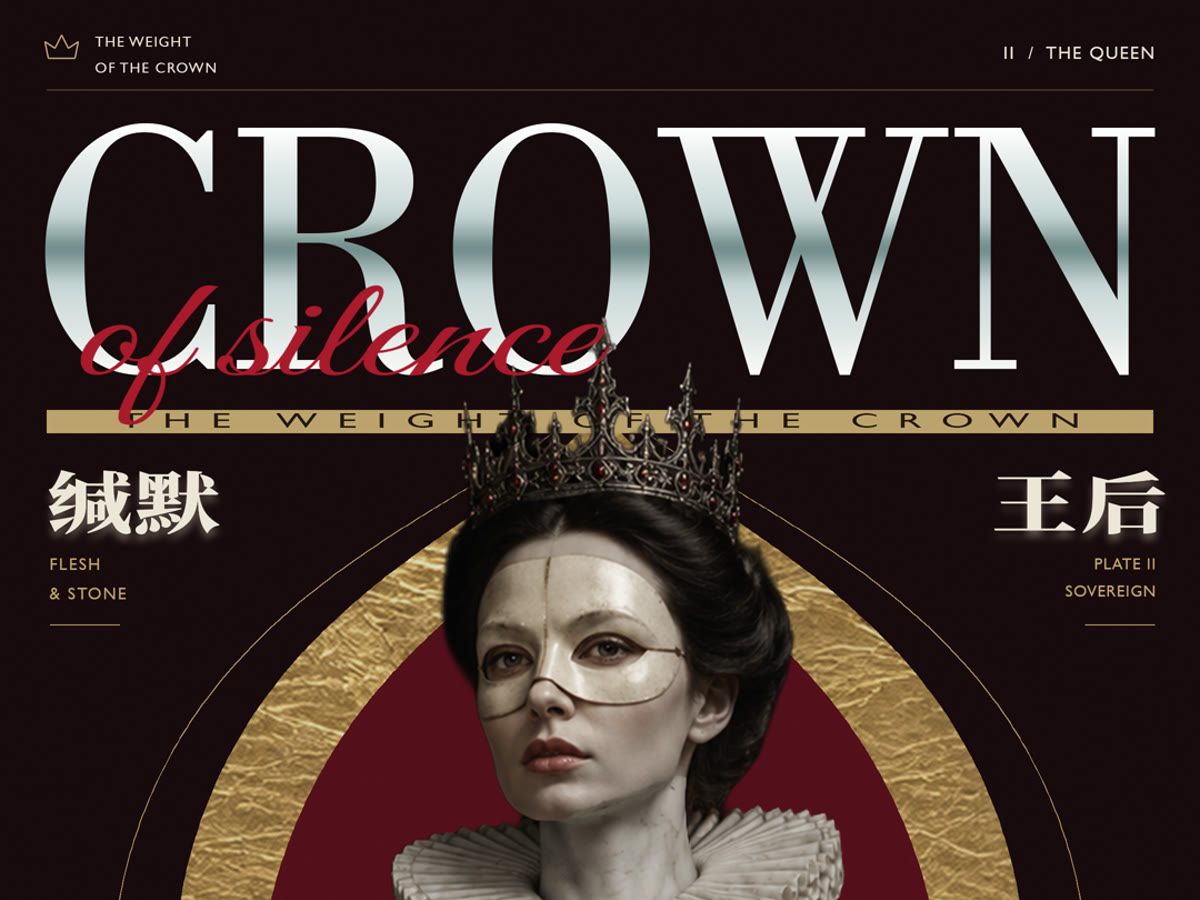 THE WEIGHT
OF THE CROWN
II / THE QUEEN
CROWN
of silence
THE WEIGHT OF THE CROWN
缄默
王后
FLESH
& STONE
PLATE II
SOVEREIGN